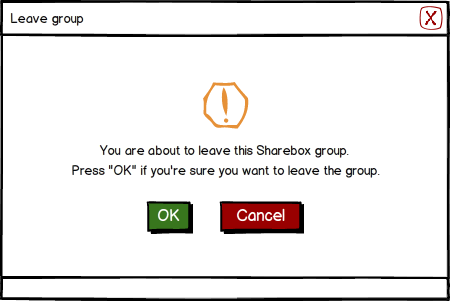 Leave group
You are about to leave this Sharebox group.
Press "OK" if you're sure you want to leave the group.
OK
Cancel